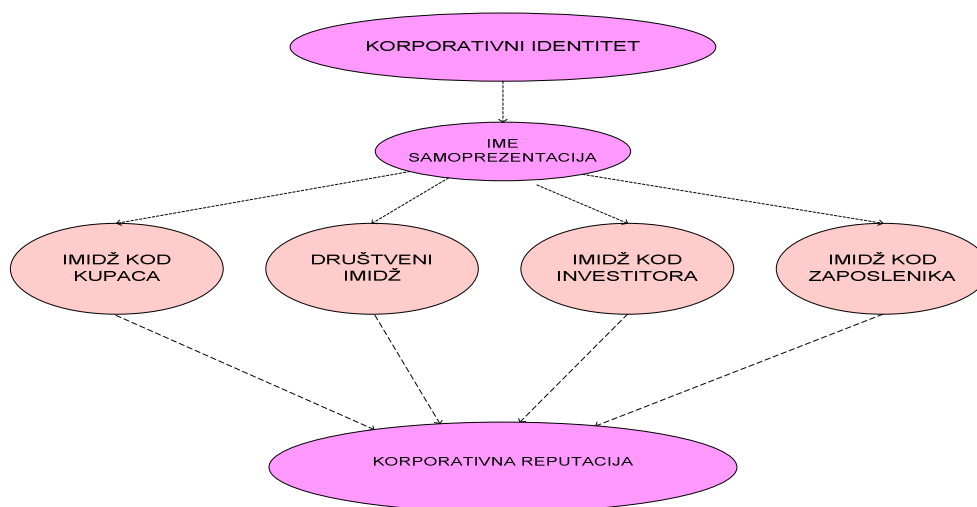 KORPORATIVNI IDENTITET
IME
SAMOPREZENTACIJA
IMIDŽ KOD
KUPACA
DRUŠTVENI
IMIDŽ
IMIDŽ KOD
INVESTITORA
IMIDŽ KOD
ZAPOSLENIKA
KORPORATIVNA REPUTACIJA